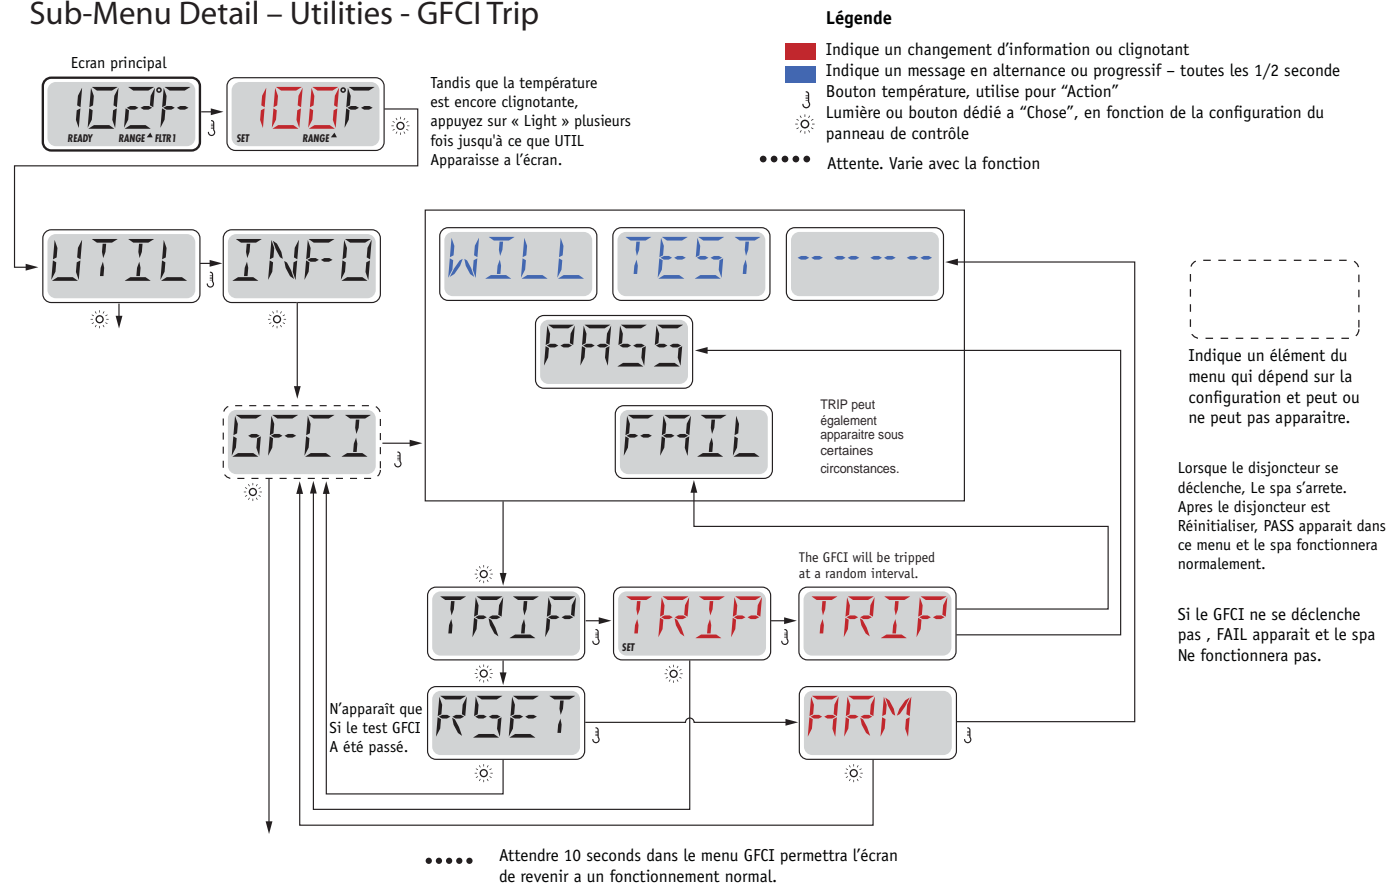 Sub-Menu Detail – Utilities - GFCI Trip
Légende
Indique un changement d'information ou clignotant
Indique un message en alternance ou progressif – toutes les 1/2 seconde
Bouton température, utilise pour "Action"
Lumière ou bouton dédié a "Chose", en fonction de la configuration du
panneau de contrôle
••••• Attente. Varie avec la fonction
Ecran principal
102°F
READY RANGE FLTR1
100°F
SET RANGE
Tandis que la température
est encore clignotante,
appuyez sur « Light » plusieurs
fois jusqu'à ce que UTIL
Apparaisse a l'écran.
UTIL
INFO
WILL
TEST
-- - - --
PASS
GFCI
FAIL
TRIP peut
également
apparaitre sous
certaines
circonstances.
Indique un élément du
menu qui dépend sur la
configuration et peut ou
ne peut pas apparaitre.
Lorsque le disjoncteur se
déclenche, Le spa s'arrete.
Apres le disjoncteur est
Réinitialiser, PASS apparait dans
ce menu et le spa fonctionnera
normalement.
Si le GFCI ne se déclenche
pas , FAIL apparait et le spa
Ne fonctionnera pas.
The GFCI will be tripped
at a random interval.
TRIP
TRIP
SET
TRIP
N'apparaît que
Si le test GFCI
A été passé.
RSET
ARM
••••• Attendre 10 seconds dans le menu GFCI permettra l'écran
de revenir a un fonctionnement normal.